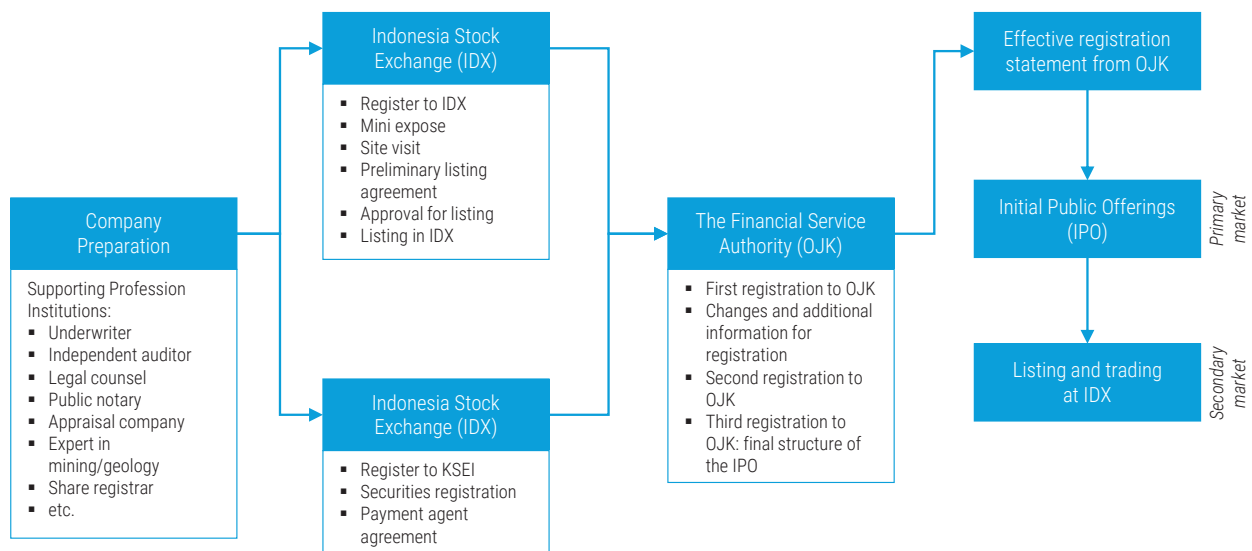 Company
Preparation
Supporting Profession
Institutions:
▪ Underwriter
▪ Independent auditor
▪ Legal counsel
▪ Public notary
▪ Appraisal company
▪ Expert in
mining/geology
▪ Share registrar
▪ etc.
Indonesia Stock
Exchange (IDX)
▪ Register to IDX
▪ Mini expose
▪ Site visit
▪ Preliminary listing
agreement
▪ Approval for listing
▪ Listing in IDX
Indonesia Stock
Exchange (IDX)
▪ Register to KSEI
▪ Securities registration
▪ Payment agent
agreement
The Financial Service
Authority (OJK)
▪ First registration to OJK
▪ Changes and additional
information for
registration
▪ Second registration to
OJK
▪ Third registration to
OJK: final structure of
the IPO
Effective registration
statement from OJK
Initial Public Offerings
(IPO)
Primary
market
Listing and trading
at IDX
Secondary
market